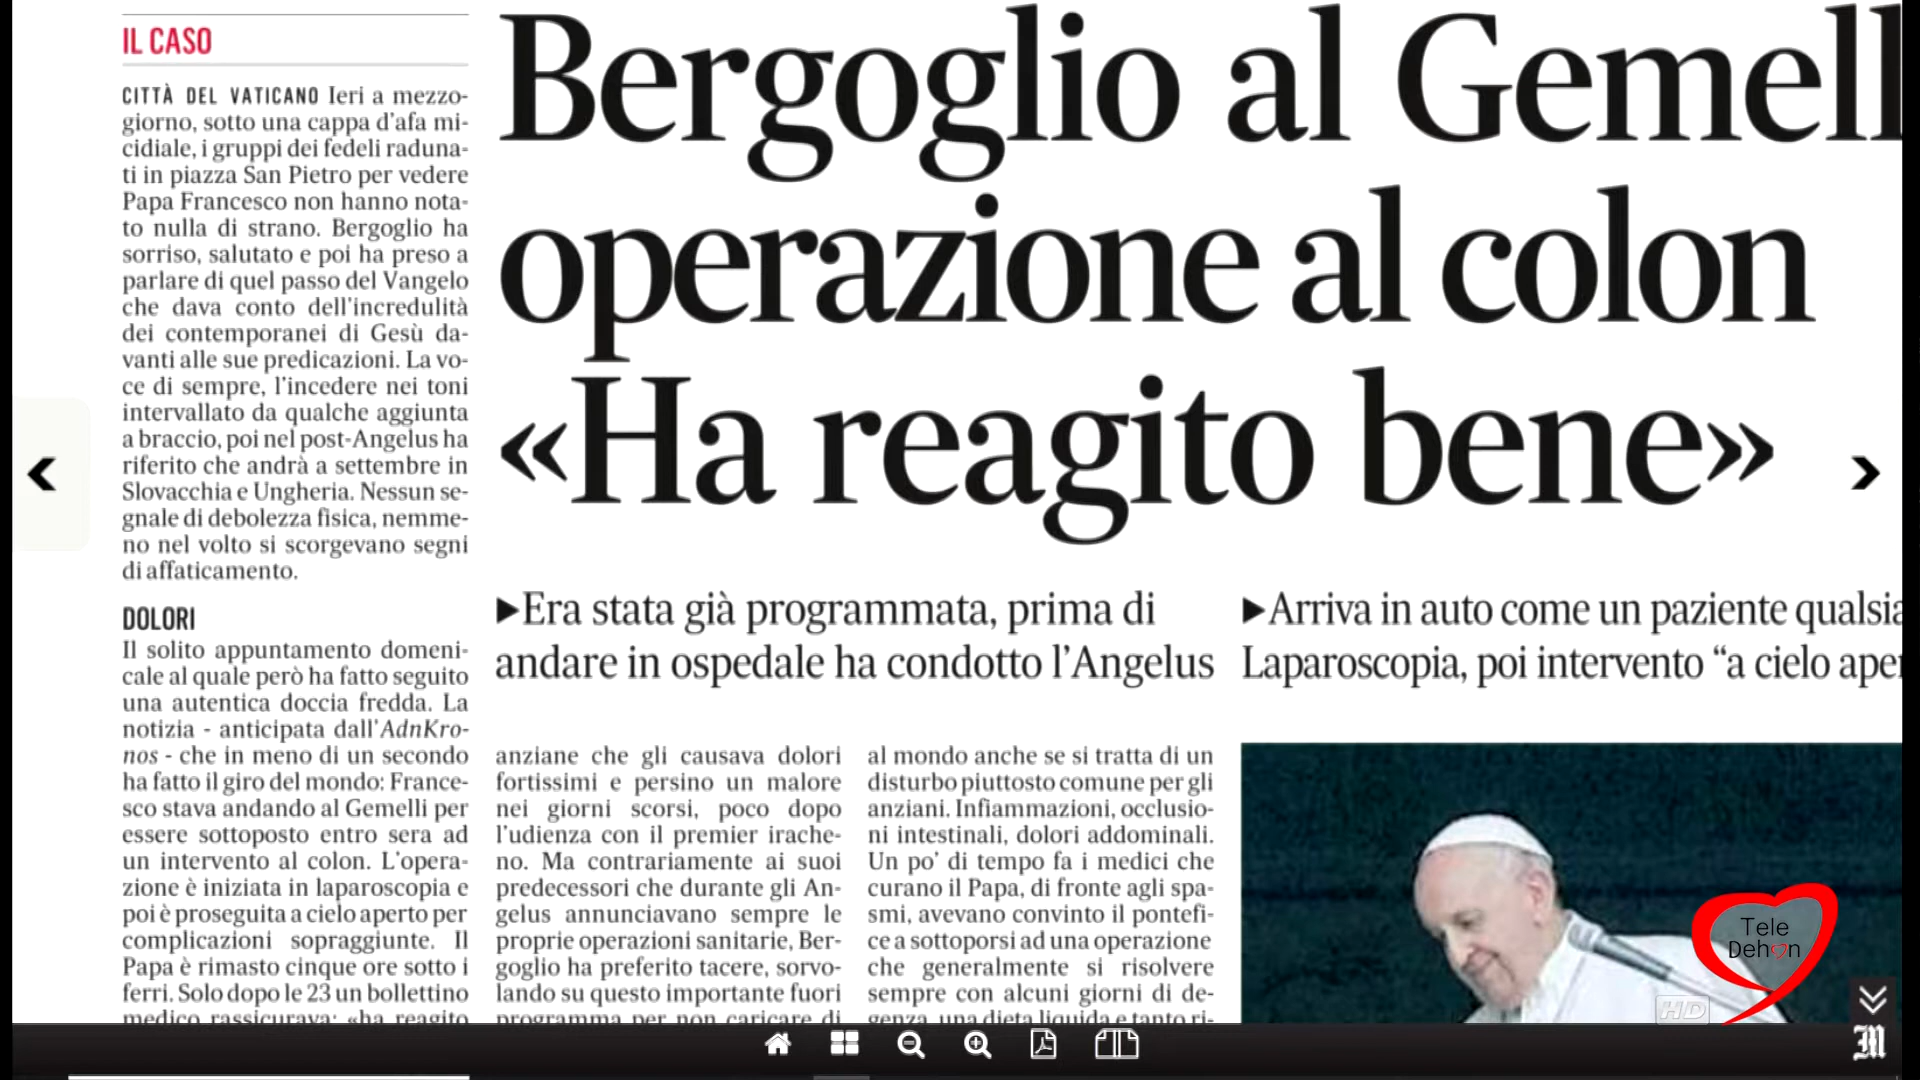 IL CASO
CITTÀ DEL VATICANO Ieri a mezzo-
giorno, sotto una cappa d'afa mi-
cidiale, i gruppi dei fedeli raduna-
ti in piazza San Pietro per vedere
Papa Francesco non hanno nota-
to nulla di strano. Bergoglio ha
sorriso, salutato e poi ha preso a
parlare di quel passo del Vangelo
che dava conto dell'incredulità
dei contemporanei di Gesù da-
vanti alle sue predicazioni. La vo-
ce di sempre, l'incedere nei toni
intervallato da qualche aggiunta
a braccio, poi nel post-Angelus ha
riferito che andrà a settembre in
Slovacchia e Ungheria. Nessun se-
gnale di debolezza fisica, nemme-
no nel volto si scorgevano segni
di affaticamento.
DOLORI
Il solito appuntamento domeni-
cale al quale però ha fatto seguito
una autentica doccia fredda. La
notizia - anticipata dall'AdnKro-
nos - che in meno di un secondo
ha fatto il giro del mondo: France-
sco stava andando al Gemelli per
essere sottoposto entro sera ad
un intervento al colon. L'opera-
zione è iniziata in laparoscopia e
poi è proseguita a cielo aperto per
complicazioni sopraggiunte. Il
Papa è rimasto cinque ore sotto i
ferri. Solo dopo le 23 un bollettino
medico rassicurava: «ha reagito
Bergoglio al Gemell
operazione al colon
«Ha reagito bene»
▶Era stata già programmata, prima di
andare in ospedale ha condotto l'Angelus
▶Arriva in auto come un paziente qualsia
Laparoscopia, poi intervento “a cielo aper
anziane che gli causava dolori
fortissimi e persino un malore
nei giorni scorsi, poco dopo
l'udienza con il premier irache-
no. Ma contrariamente ai suoi
predecessori che durante gli An-
gelus annunciavano sempre le
proprie operazioni sanitarie, Ber-
goglio ha preferito tacere, sorvo-
lando su questo importante fuori
programma per non caricare di
al mondo anche se si tratta di un
disturbo piuttosto comune per gli
anziani. Infiammazioni, occlusio-
ni intestinali, dolori addominali.
Un po' di tempo fa i medici che
curano il Papa, di fronte agli spa-
smi, avevano convinto il pontefi-
ce a sottoporsi ad una operazione
che generalmente si risolvere
sempre con alcuni giorni di de-
genza, una dieta liquida e tanto ri-
Tele
Dehon
HD
M